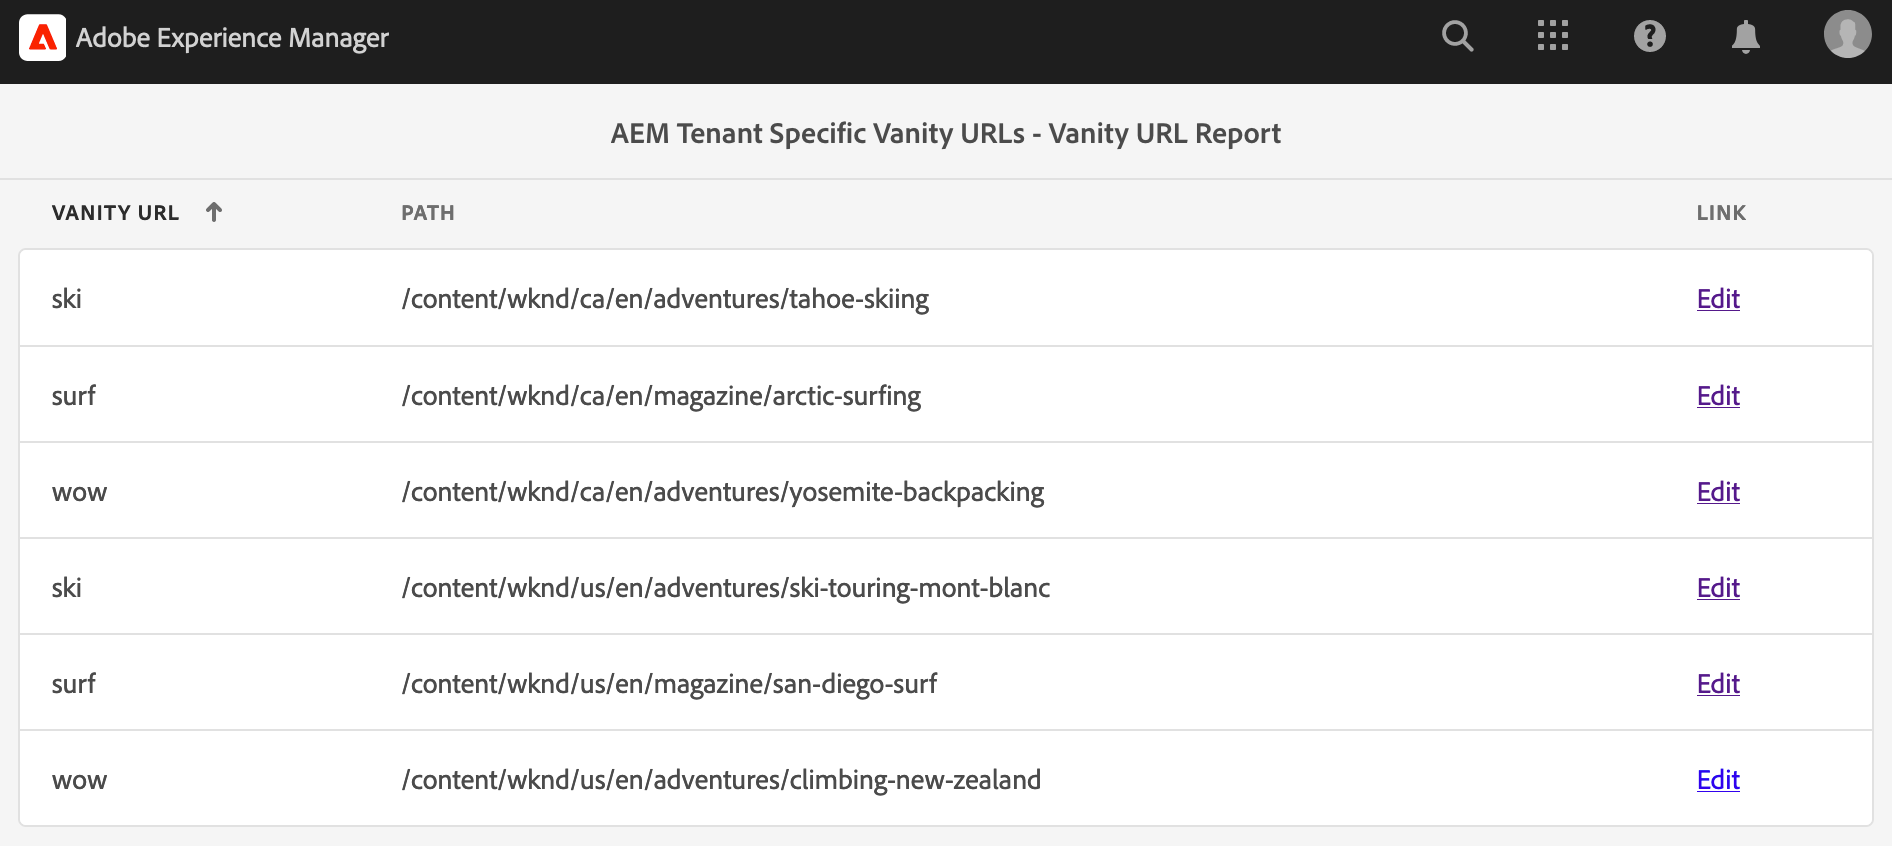 Adobe Experience Manager
AEM Tenant Specific Vanity URLs - Vanity URL Report
VANITY URL PATH LINK
ski /content/wknd/ca/en/adventures/tahoe-skiing Edit
surf /content/wknd/ca/en/magazine/arctic-surfing Edit
wow /content/wknd/ca/en/adventures/yosemite-backpacking Edit
ski /content/wknd/us/en/adventures/ski-touring-mont-blanc Edit
surf /content/wknd/us/en/magazine/san-diego-surf Edit
wow /content/wknd/us/en/adventures/climbing-new-zealand Edit